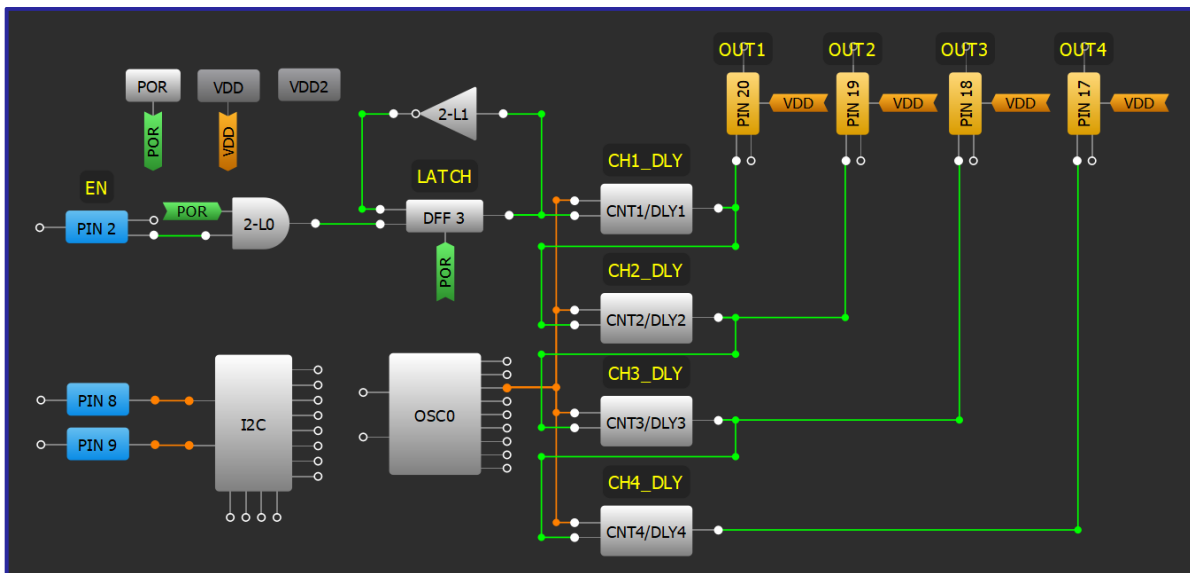 OUT1 OUT2 OUT3 OUT4
POR VDD VDD2
PIN 20 VDD PIN 19 VDD PIN 18 VDD PIN 17 VDD
POR VDD
2-L1
CH1_DLY
LATCH
EN
POR
CNT1/DLY1
DFF 3
PIN 2
2-L0
POR
CH2_DLY
CNT2/DLY2
CH3_DLY
PIN 8
I2C
OSC0
CNT3/DLY3
PIN 9
CH4_DLY
CNT4/DLY4